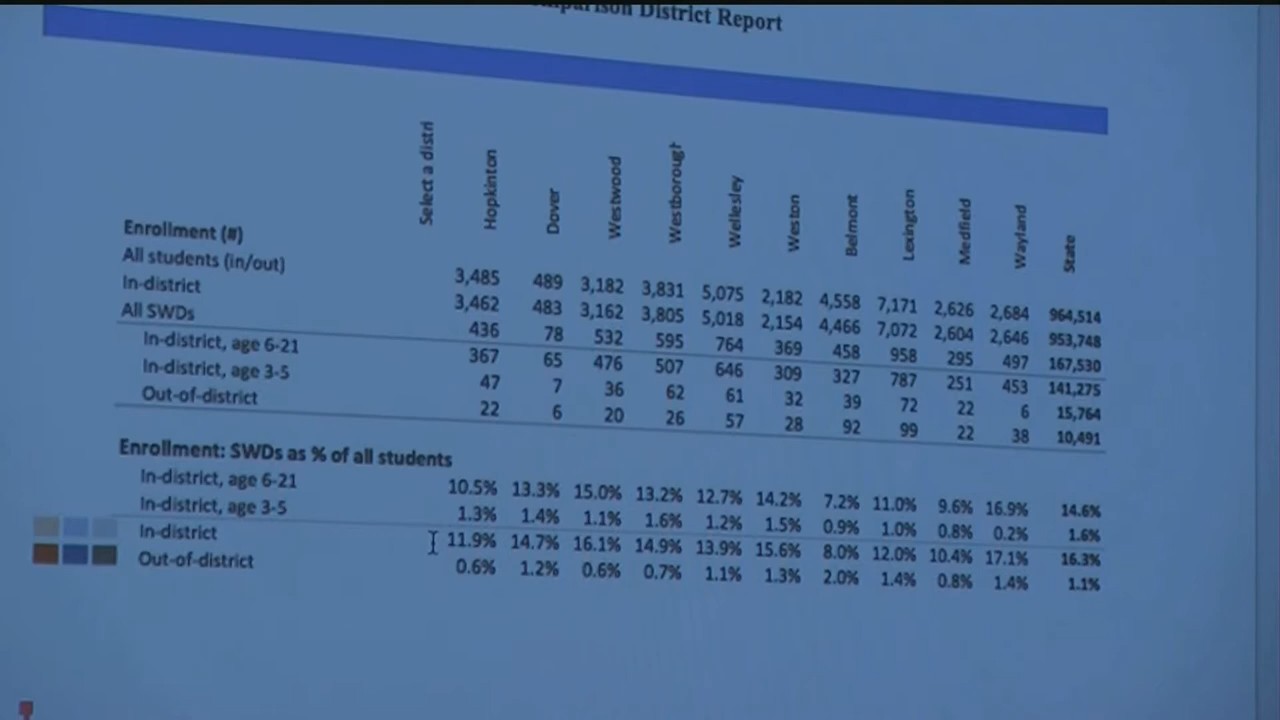 District Report
Select a distri Hopkinton Dover Westwood Westborough Wellesley Weston Belmont Lexington Medfield Wayland State
Enrollment (#)
All students (in/out) 3,485 489 3,182 3,831 5,075 2,182 4,558 7,171 2,626 2,684 964,514
In-district 3,462 483 3,162 3,805 5,018 2,154 4,466 7,072 2,604 2,646 953,748
All SWDs 436 78 532 595 764 369 458 958 295 497 167,530
In-district, age 6-21 367 65 476 507 646 309 327 787 251 453 141,275
In-district, age 3-5 47 7 36 62 61 32 39 72 22 6 15,764
Out-of-district 22 6 20 26 57 28 92 99 22 38 10,491
Enrollment: SWDs as % of all students
In-district, age 6-21 10.5% 13.3% 15.0% 13.2% 12.7% 14.2% 7.2% 11.0% 9.6% 16.9% 14.6%
In-district, age 3-5 1.3% 1.4% 1.1% 1.6% 1.2% 1.5% 0.9% 1.0% 0.8% 0.2% 1.6%
In-district 11.9% 14.7% 16.1% 14.9% 13.9% 15.6% 8.0% 12.0% 10.4% 17.1% 16.3%
Out-of-district 0.6% 1.2% 0.6% 0.7% 1.1% 1.3% 2.0% 1.4% 0.8% 1.4% 1.1%